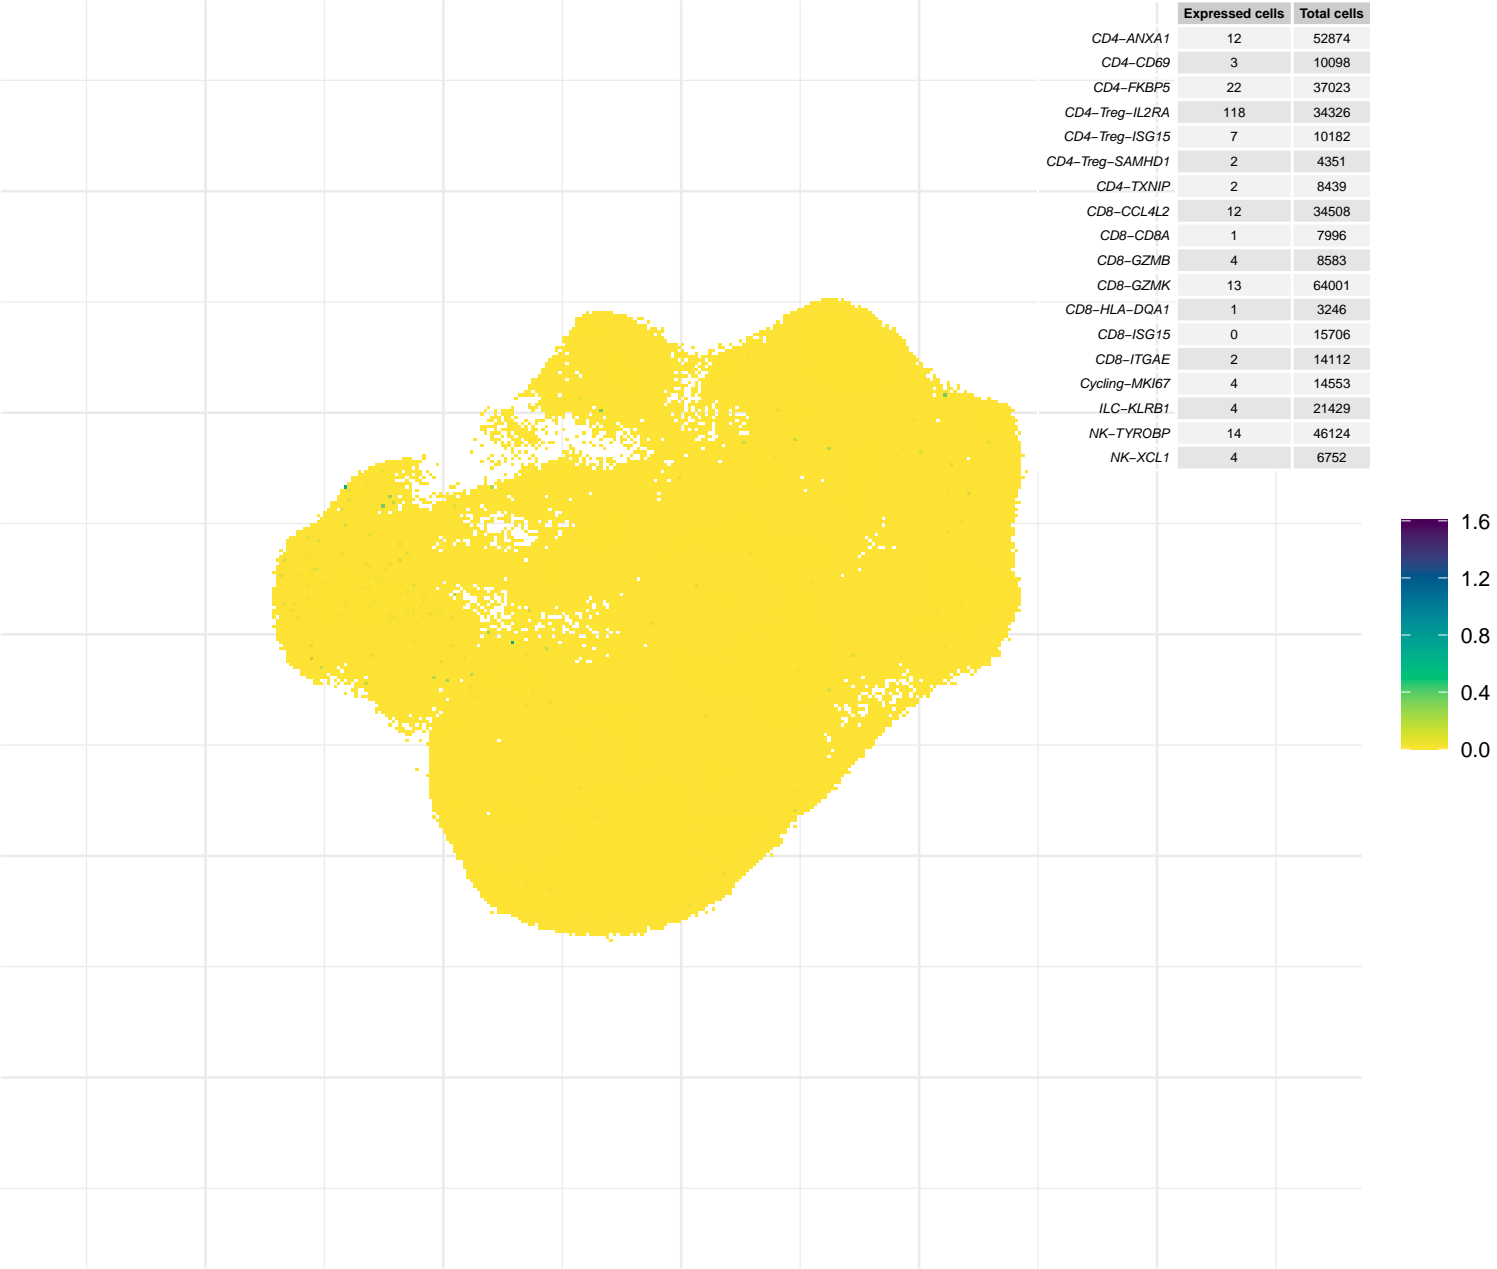 Expressed cells Total cells
CD4−ANXA1 12 52874
CD4−CD69 3 10098
CD4−FKBP5 22 37023
CD4−Treg−IL2RA 118 34326
CD4−Treg−ISG15 7 10182
CD4−Treg−SAMHD1 2 4351
CD4−TXNIP 2 8439
CD8−CCL4L2 12 34508
CD8−CD8A 1 7996
CD8−GZMB 4 8583
CD8−GZMK 13 64001
CD8−HLA−DQA1 1 3246
CD8−ISG15 0 15706
CD8−ITGAE 2 14112
Cycling−MKI67 4 14553
ILC−KLRB1 4 21429
NK−TYROBP 14 46124
NK−XCL1 4 6752
1.6
1.2
0.8
0.4
0.0